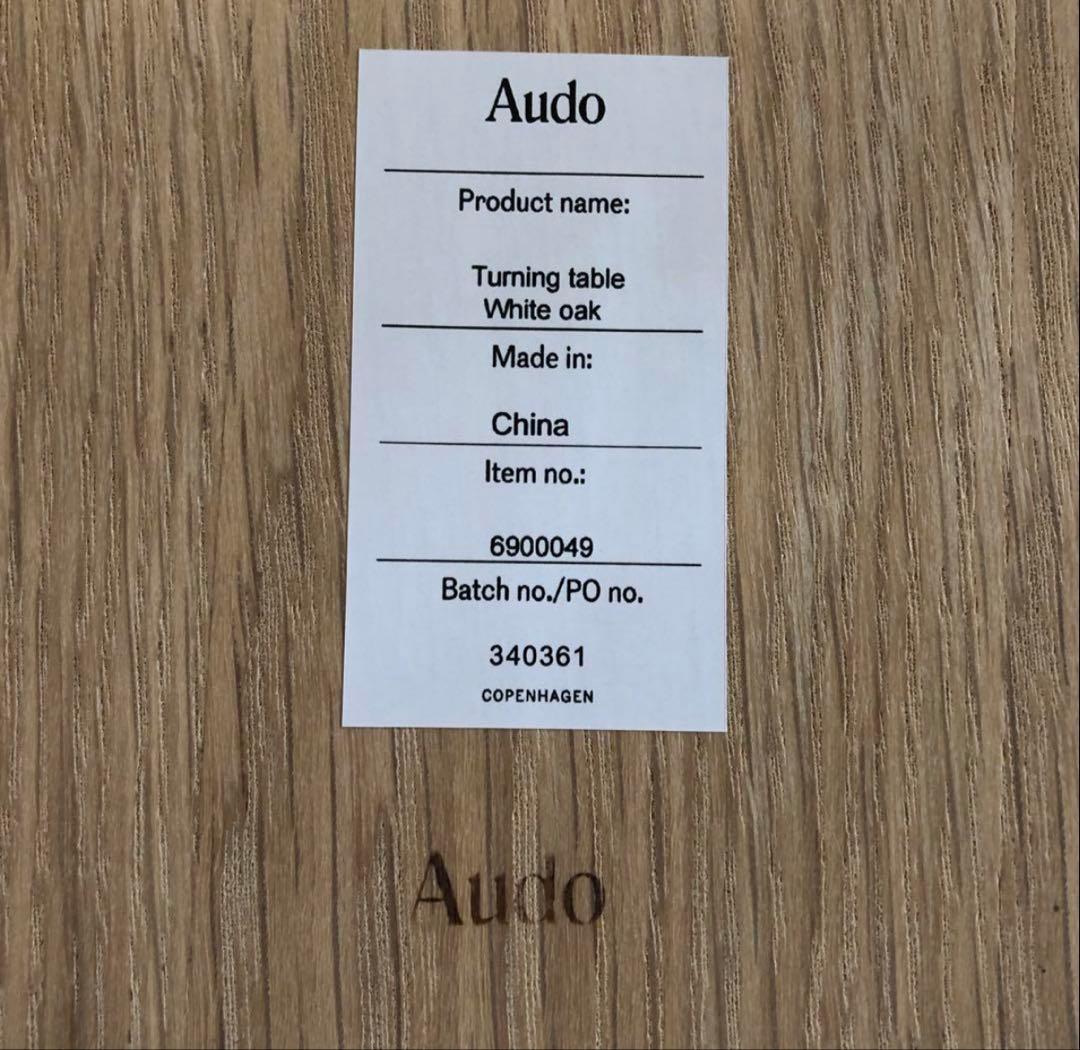 Audo
Product name:
Turning table
White oak
Made in:
China
Item no.:
6900049
Batch no./PO no.
340361
COPENHAGEN
Audo